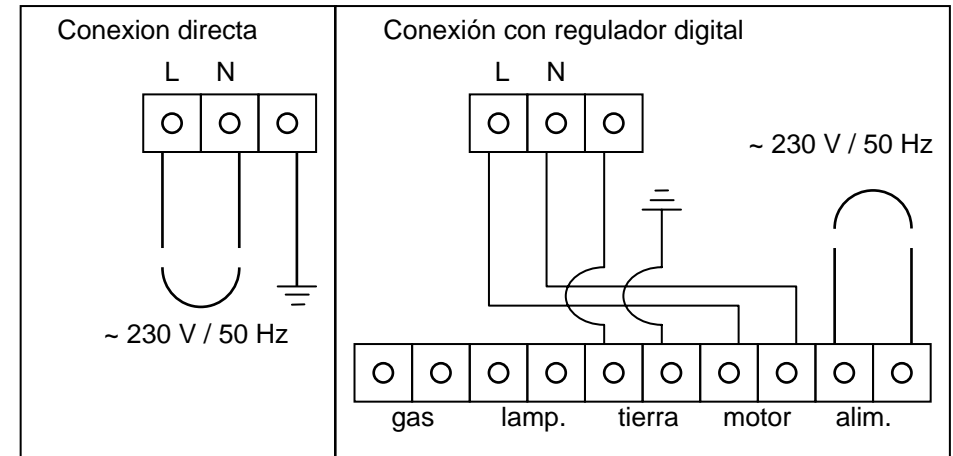 Conexion directa
L N
~ 230 V / 50 Hz
Conexión con regulador digital
L N
~ 230 V / 50 Hz
gas lamp. tierra motor alim.